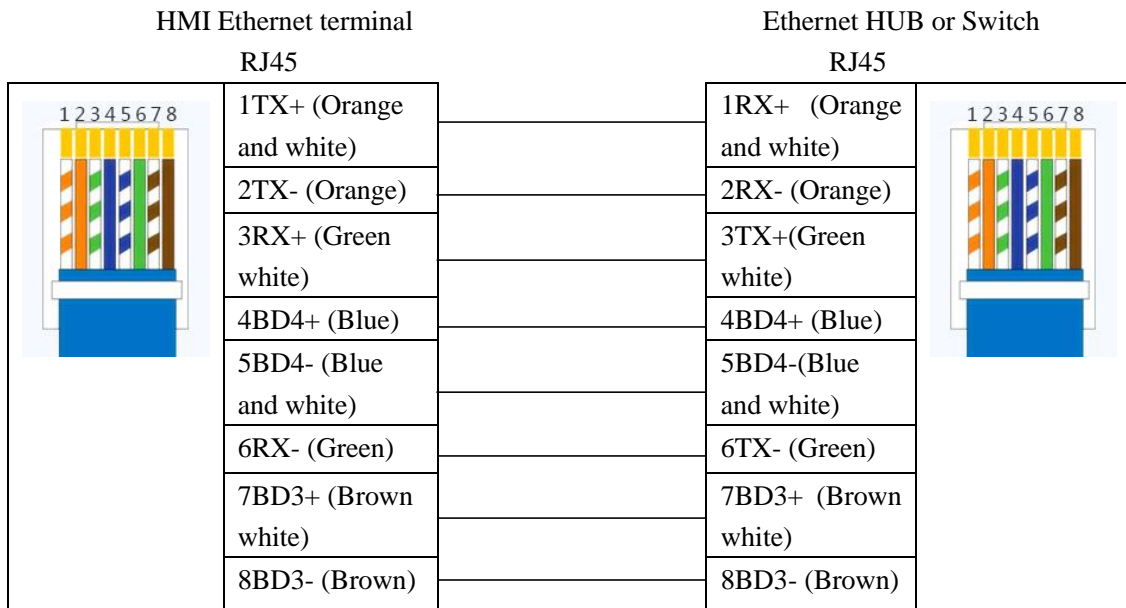 HMI Ethernet terminal
Ethernet HUB or Switch
RJ45
RJ45
12345678
1TX+ (Orange
and white)
2TX- (Orange)
3RX+ (Green
white)
4BD4+ (Blue)
5BD4- (Blue
and white)
6RX- (Green)
7BD3+ (Brown
white)
8BD3- (Brown)
1RX+ (Orange
and white)
2RX- (Orange)
3TX+(Green
white)
4BD4+ (Blue)
5BD4-(Blue
and white)
6TX- (Green)
7BD3+ (Brown
white)
8BD3- (Brown)
12345678